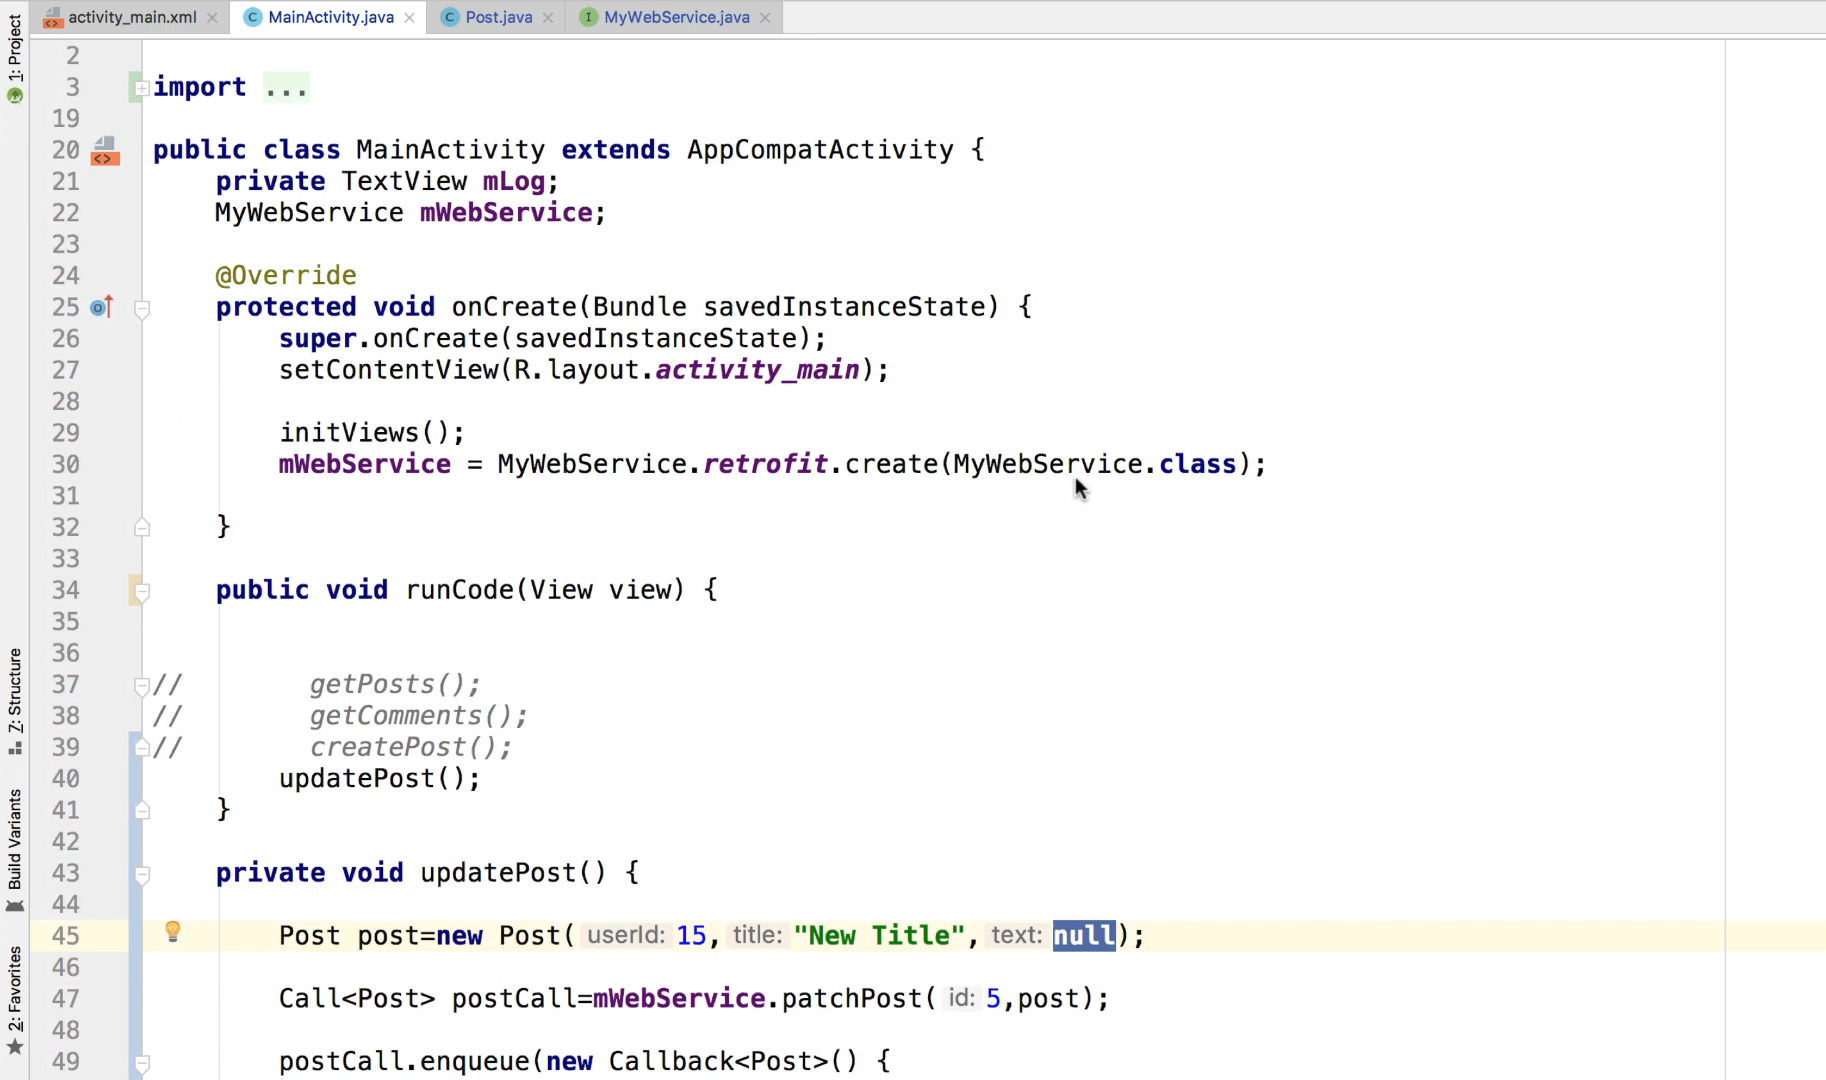 activity_main.xml MainActivity.java Post.java MyWebService.java
1: Project
Z: Structure
Build Variants
2: Favorites
2
3 import ...
19
20 public class MainActivity extends AppCompatActivity {
21 private TextView mLog;
22 MyWebService mWebService;
23
24 @Override
25 protected void onCreate(Bundle savedInstanceState) {
26 super.onCreate(savedInstanceState);
27 setContentView(R.layout.activity_main);
28
29 initViews();
30 mWebService = MyWebService.retrofit.create(MyWebService.class);
31
32 }
33
34 public void runCode(View view) {
35
36
37 // getPosts();
38 // getComments();
39 // createPost();
40 updatePost();
41 }
42
43 private void updatePost() {
44
45 Post post=new Post( userId: 15, title: "New Title", text: null);
46
47 Call<Post> postCall=mWebService.patchPost( id: 5,post);
48
49 postCall.enqueue(new Callback<Post>() {